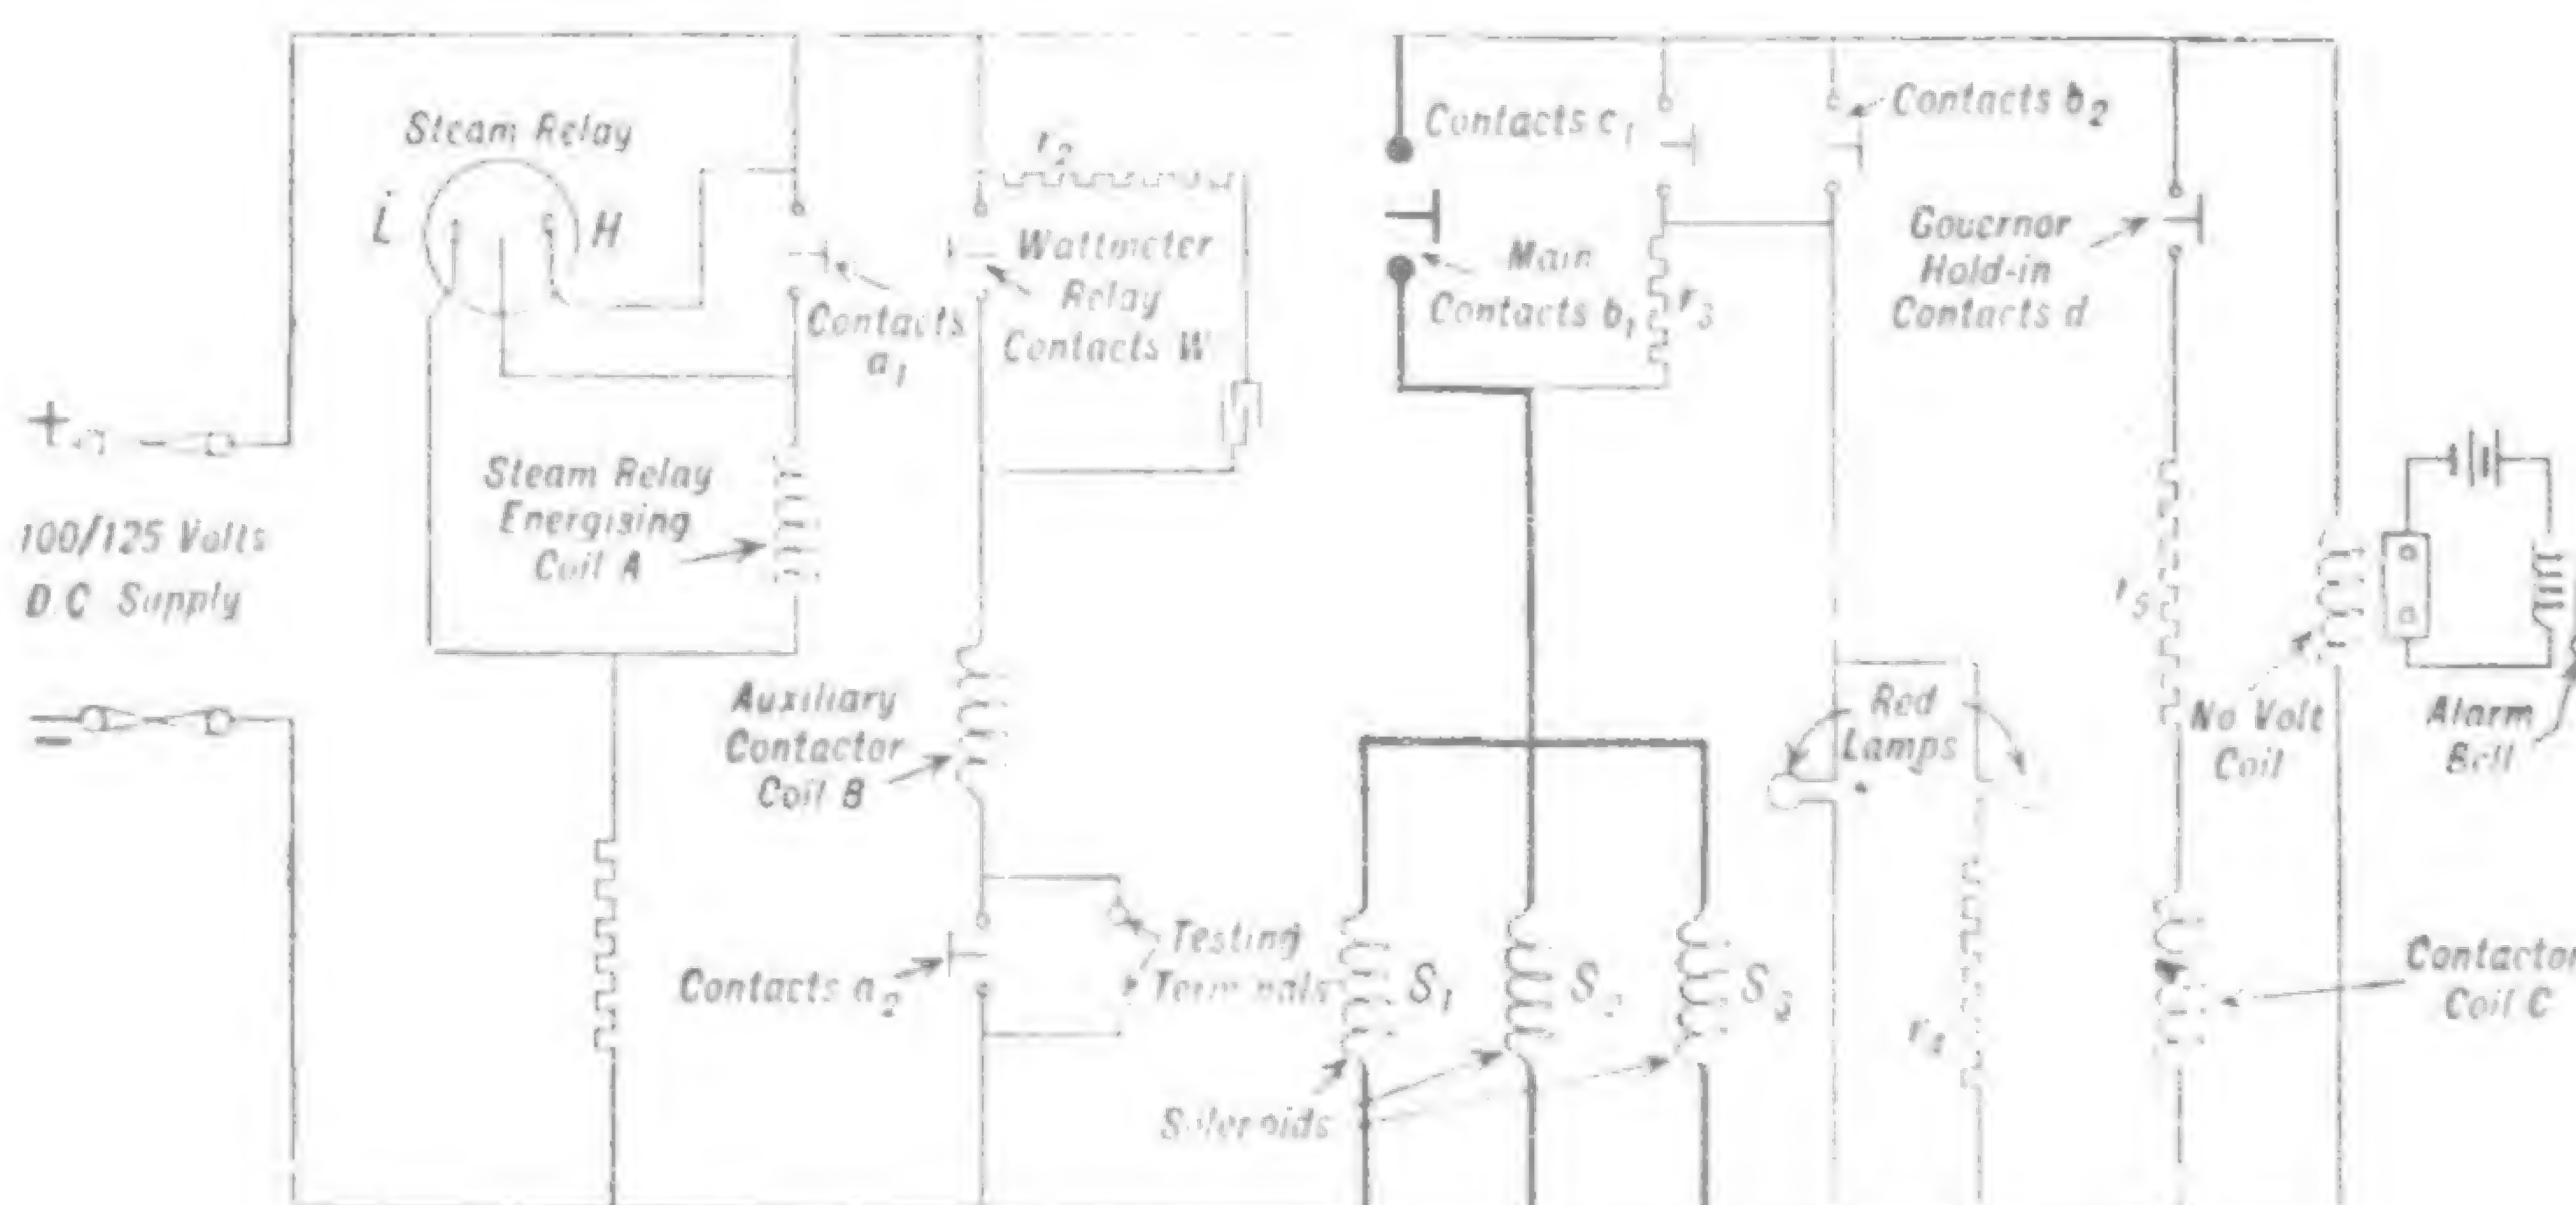 Steam Relay
L
H
r2
Contacts c1
Contacts b2
Wattmeter
Relay
Contacts W
Contacts
a1
Main
Contacts b1
r3
Governor
Hold-in
Contacts d
+
100/125 Volts
D.C Supply
−
Steam Relay
Energising
Coil A
Auxiliary
Contactor
Coil B
Contacts a2
Testing
Terminals
S1
S2
S3
Solenoids
Red
Lamps
r4
r5
No Volt
Coil
Alarm
Bell
Contactor
Coil C